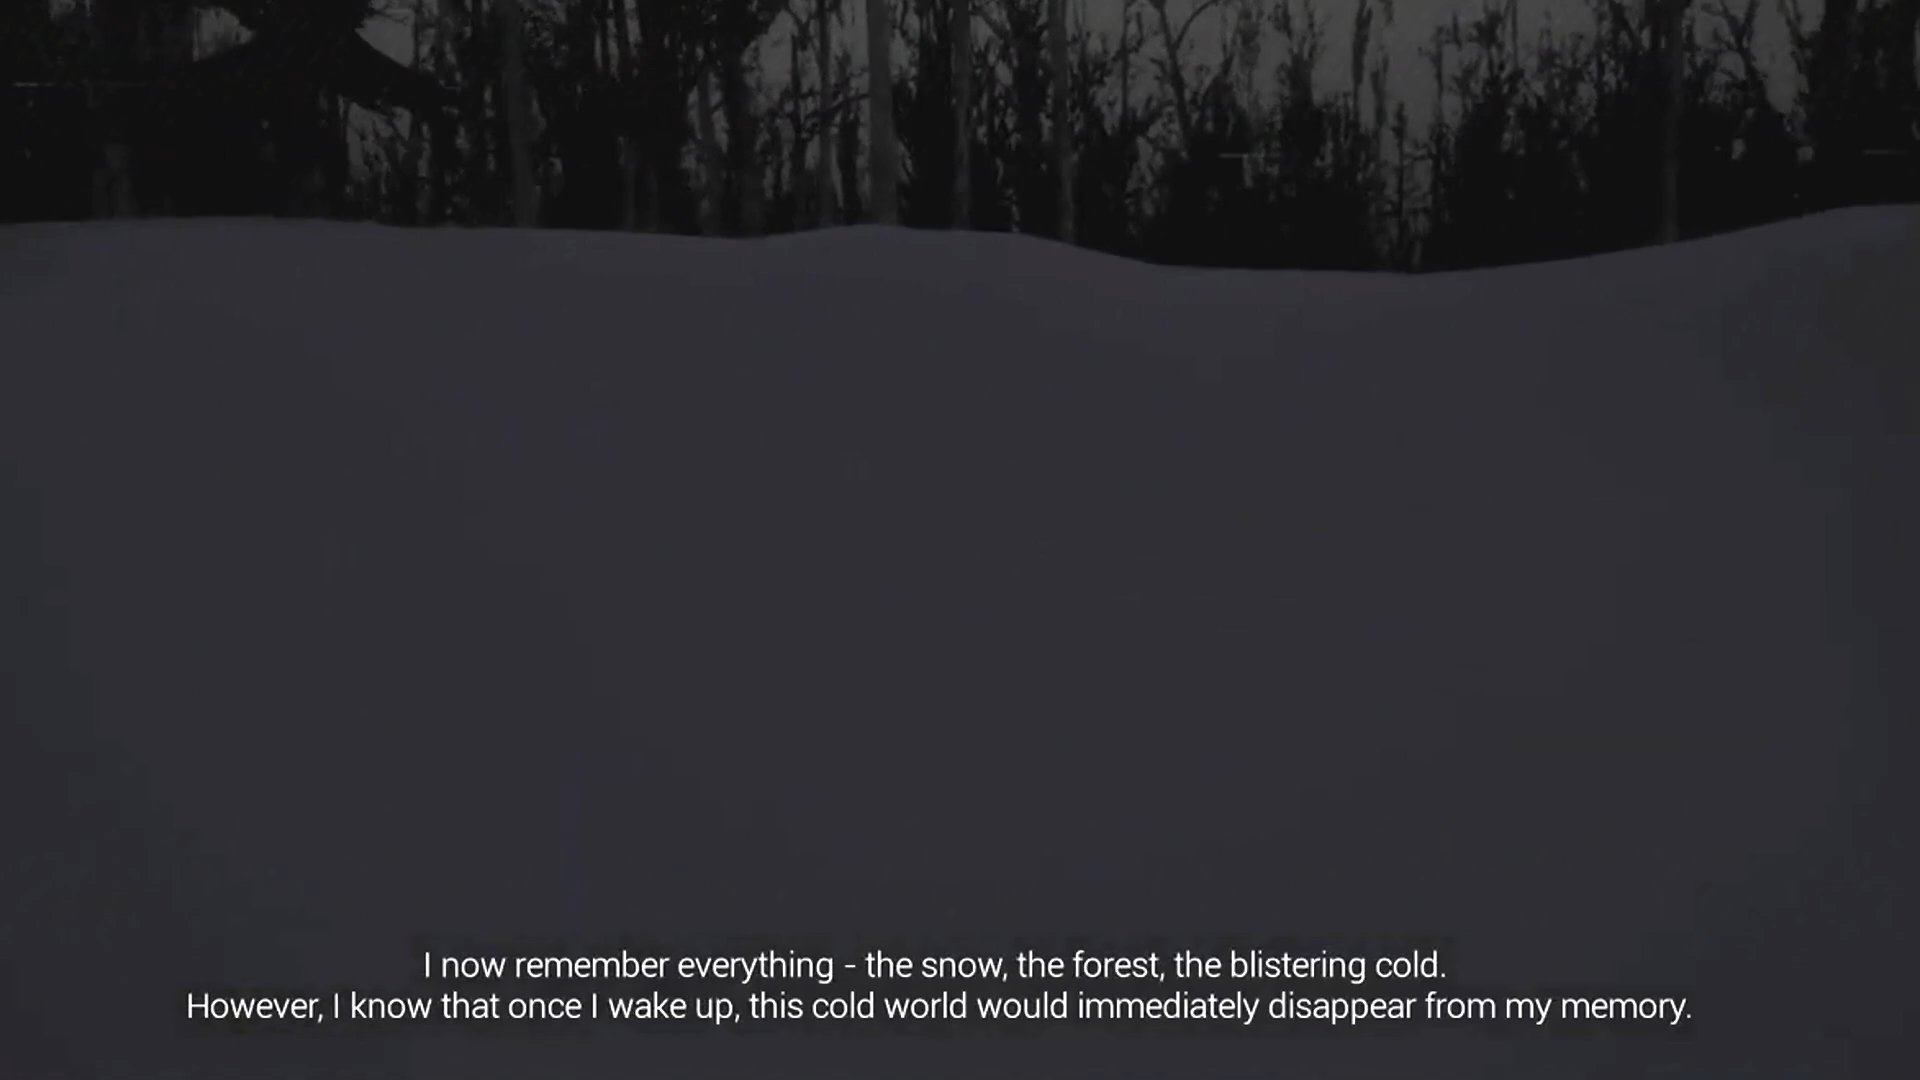 I now remember everything - the snow, the forest, the blistering cold.
However, I know that once I wake up, this cold world would immediately disappear from my memory.